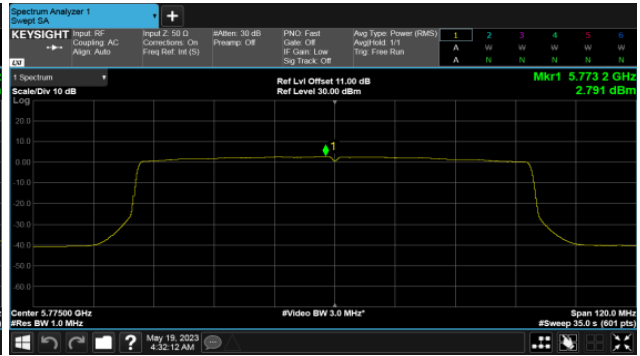 Spectrum Analyzer 1
Swept SA
+
KEYSIGHT Input: RF Input Z: 50 Ω #Atten: 30 dB PNO: Fast Avg Type: Power (RMS) 1 2 3 4 5 6
Coupling: AC Corrections: On Preamp: Off Gate: Off Avg|Hold: 1/1 A W W W W W
Align: Auto Freq Ref: Int (S) IF Gain: Low Trig: Free Run
Sig Track: Off A N N N N N
LXI
1 Spectrum Ref Lvl Offset 11.00 dB Mkr1 5.773 2 GHz
Scale/Div 10 dB Ref Level 30.00 dBm 2.791 dBm
Log
20.0
10.0
0.00
-10.0
-20.0
-30.0
-40.0
-50.0
-60.0
1
Center 5.77500 GHz #Video BW 3.0 MHz* Span 120.0 MHz
#Res BW 1.0 MHz #Sweep 35.0 s (601 pts)
? May 19, 2023
4:32:12 AM